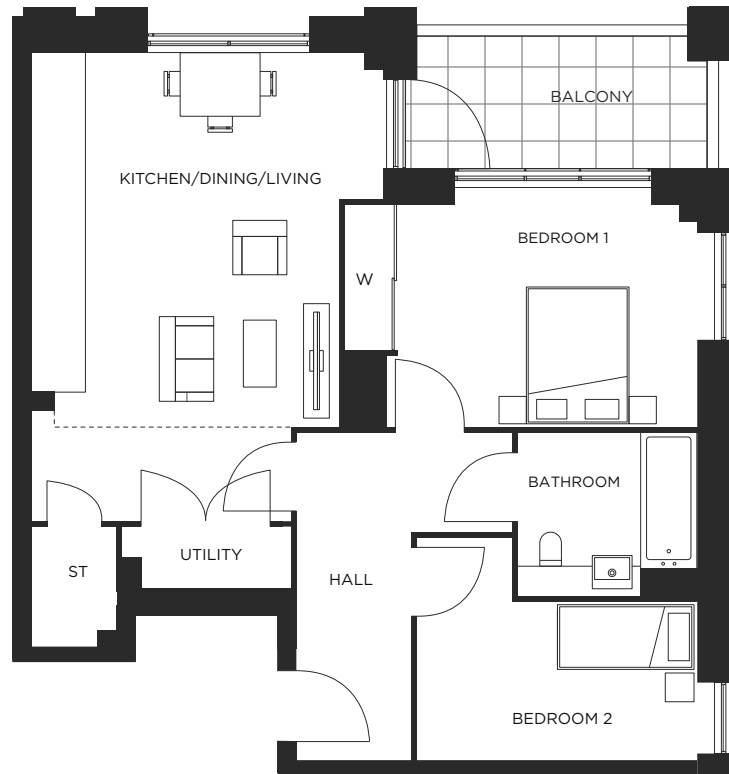 BALCONY
KITCHEN/DINING/LIVING
BEDROOM 1
W
BATHROOM
UTILITY
ST
HALL
BEDROOM 2